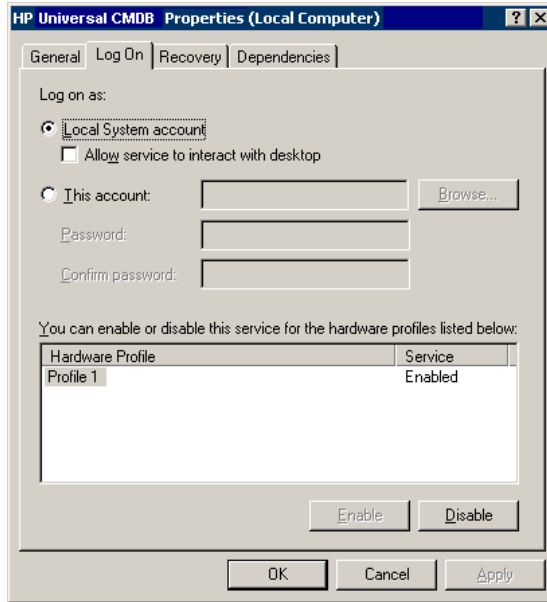 HP Universal CMDB Properties (Local Computer) ? X
General Log On Recovery Dependencies
Log on as:
Local System account
Allow service to interact with desktop
This account: Browse...
Password:
Confirm password:
You can enable or disable this service for the hardware profiles listed below:
Hardware Profile Service
Profile 1 Enabled
Enable Disable
OK Cancel Apply